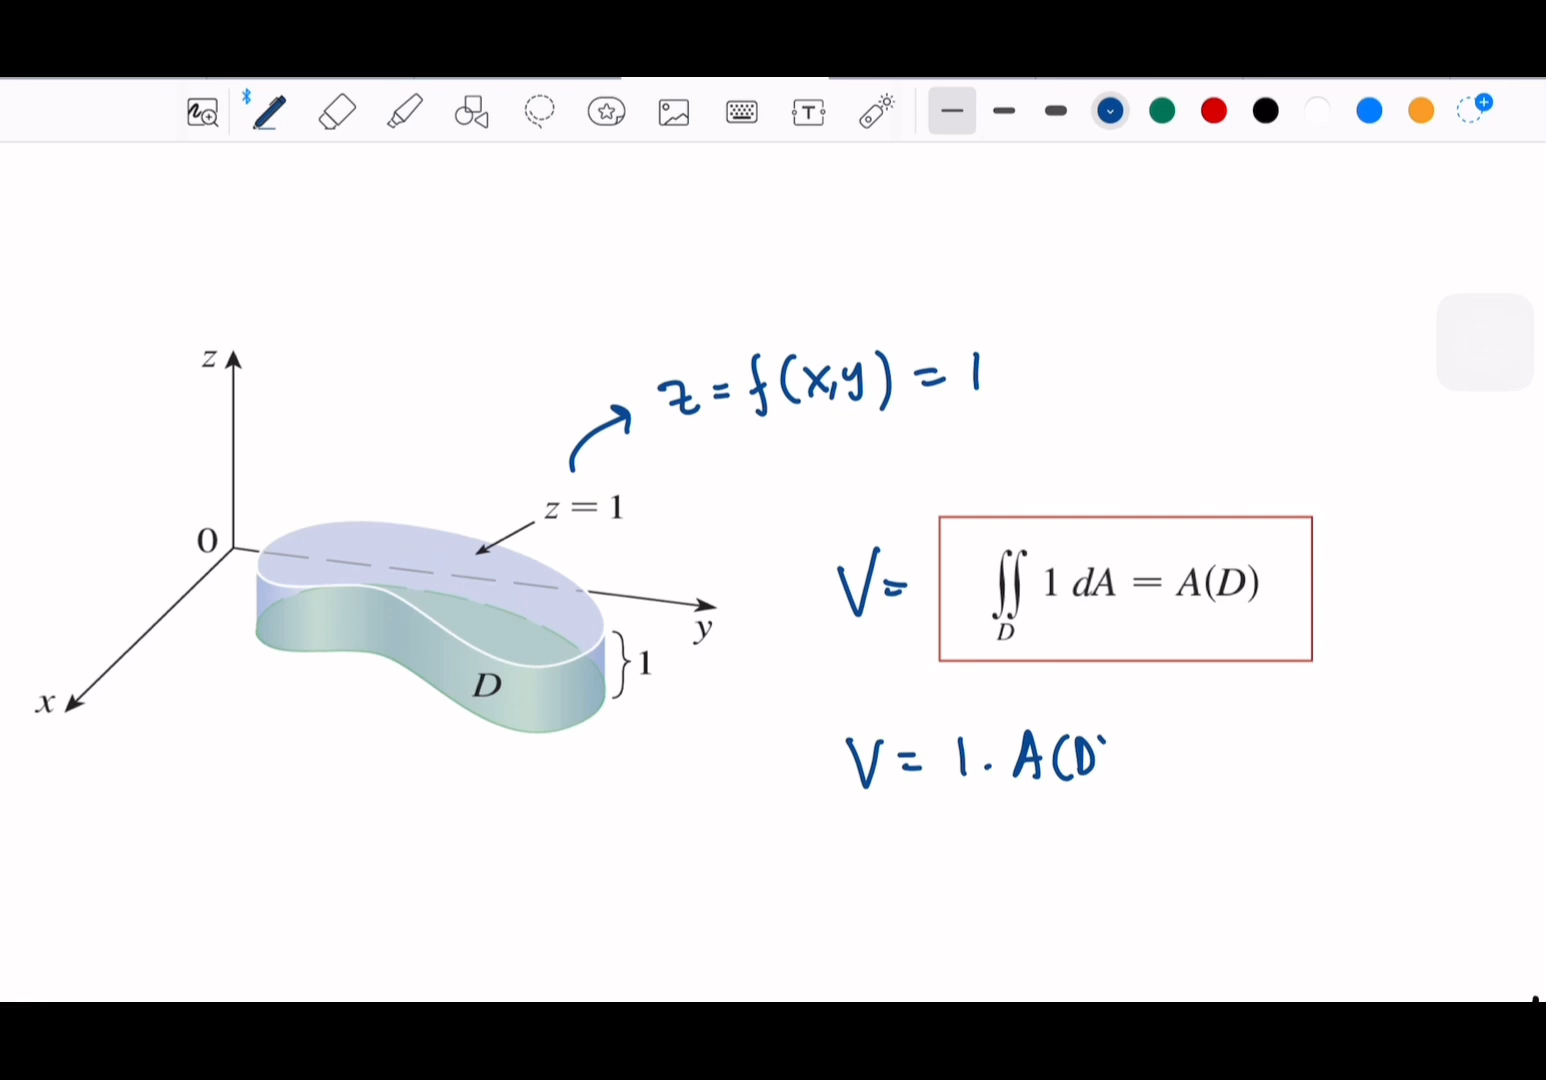 z
z = f(x,y) = 1
z = 1
0
V =
∬ 1 dA = A(D)
D
y
1
D
x
V = 1 . A(D
T